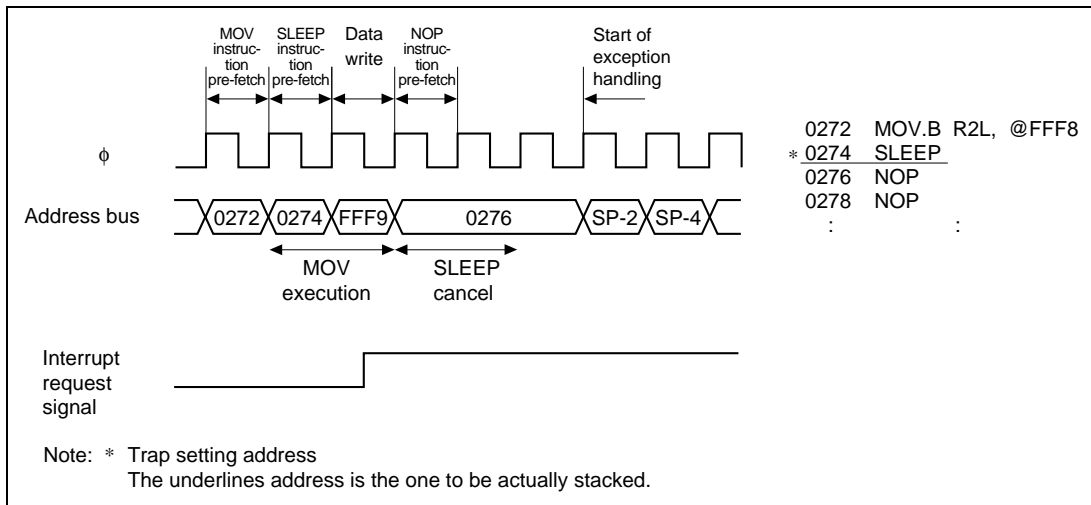 MOV instruc- tion pre-fetch
SLEEP instruc- tion pre-fetch
Data write
NOP instruc- tion pre-fetch
Start of exception handling
φ
Address bus
0272 0274 FFF9 0276 SP-2 SP-4
MOV execution
SLEEP cancel
Interrupt request signal
0272 MOV.B R2L, @FFF8
* 0274 SLEEP
0276 NOP
0278 NOP
: :
Note: * Trap setting address
The underlines address is the one to be actually stacked.